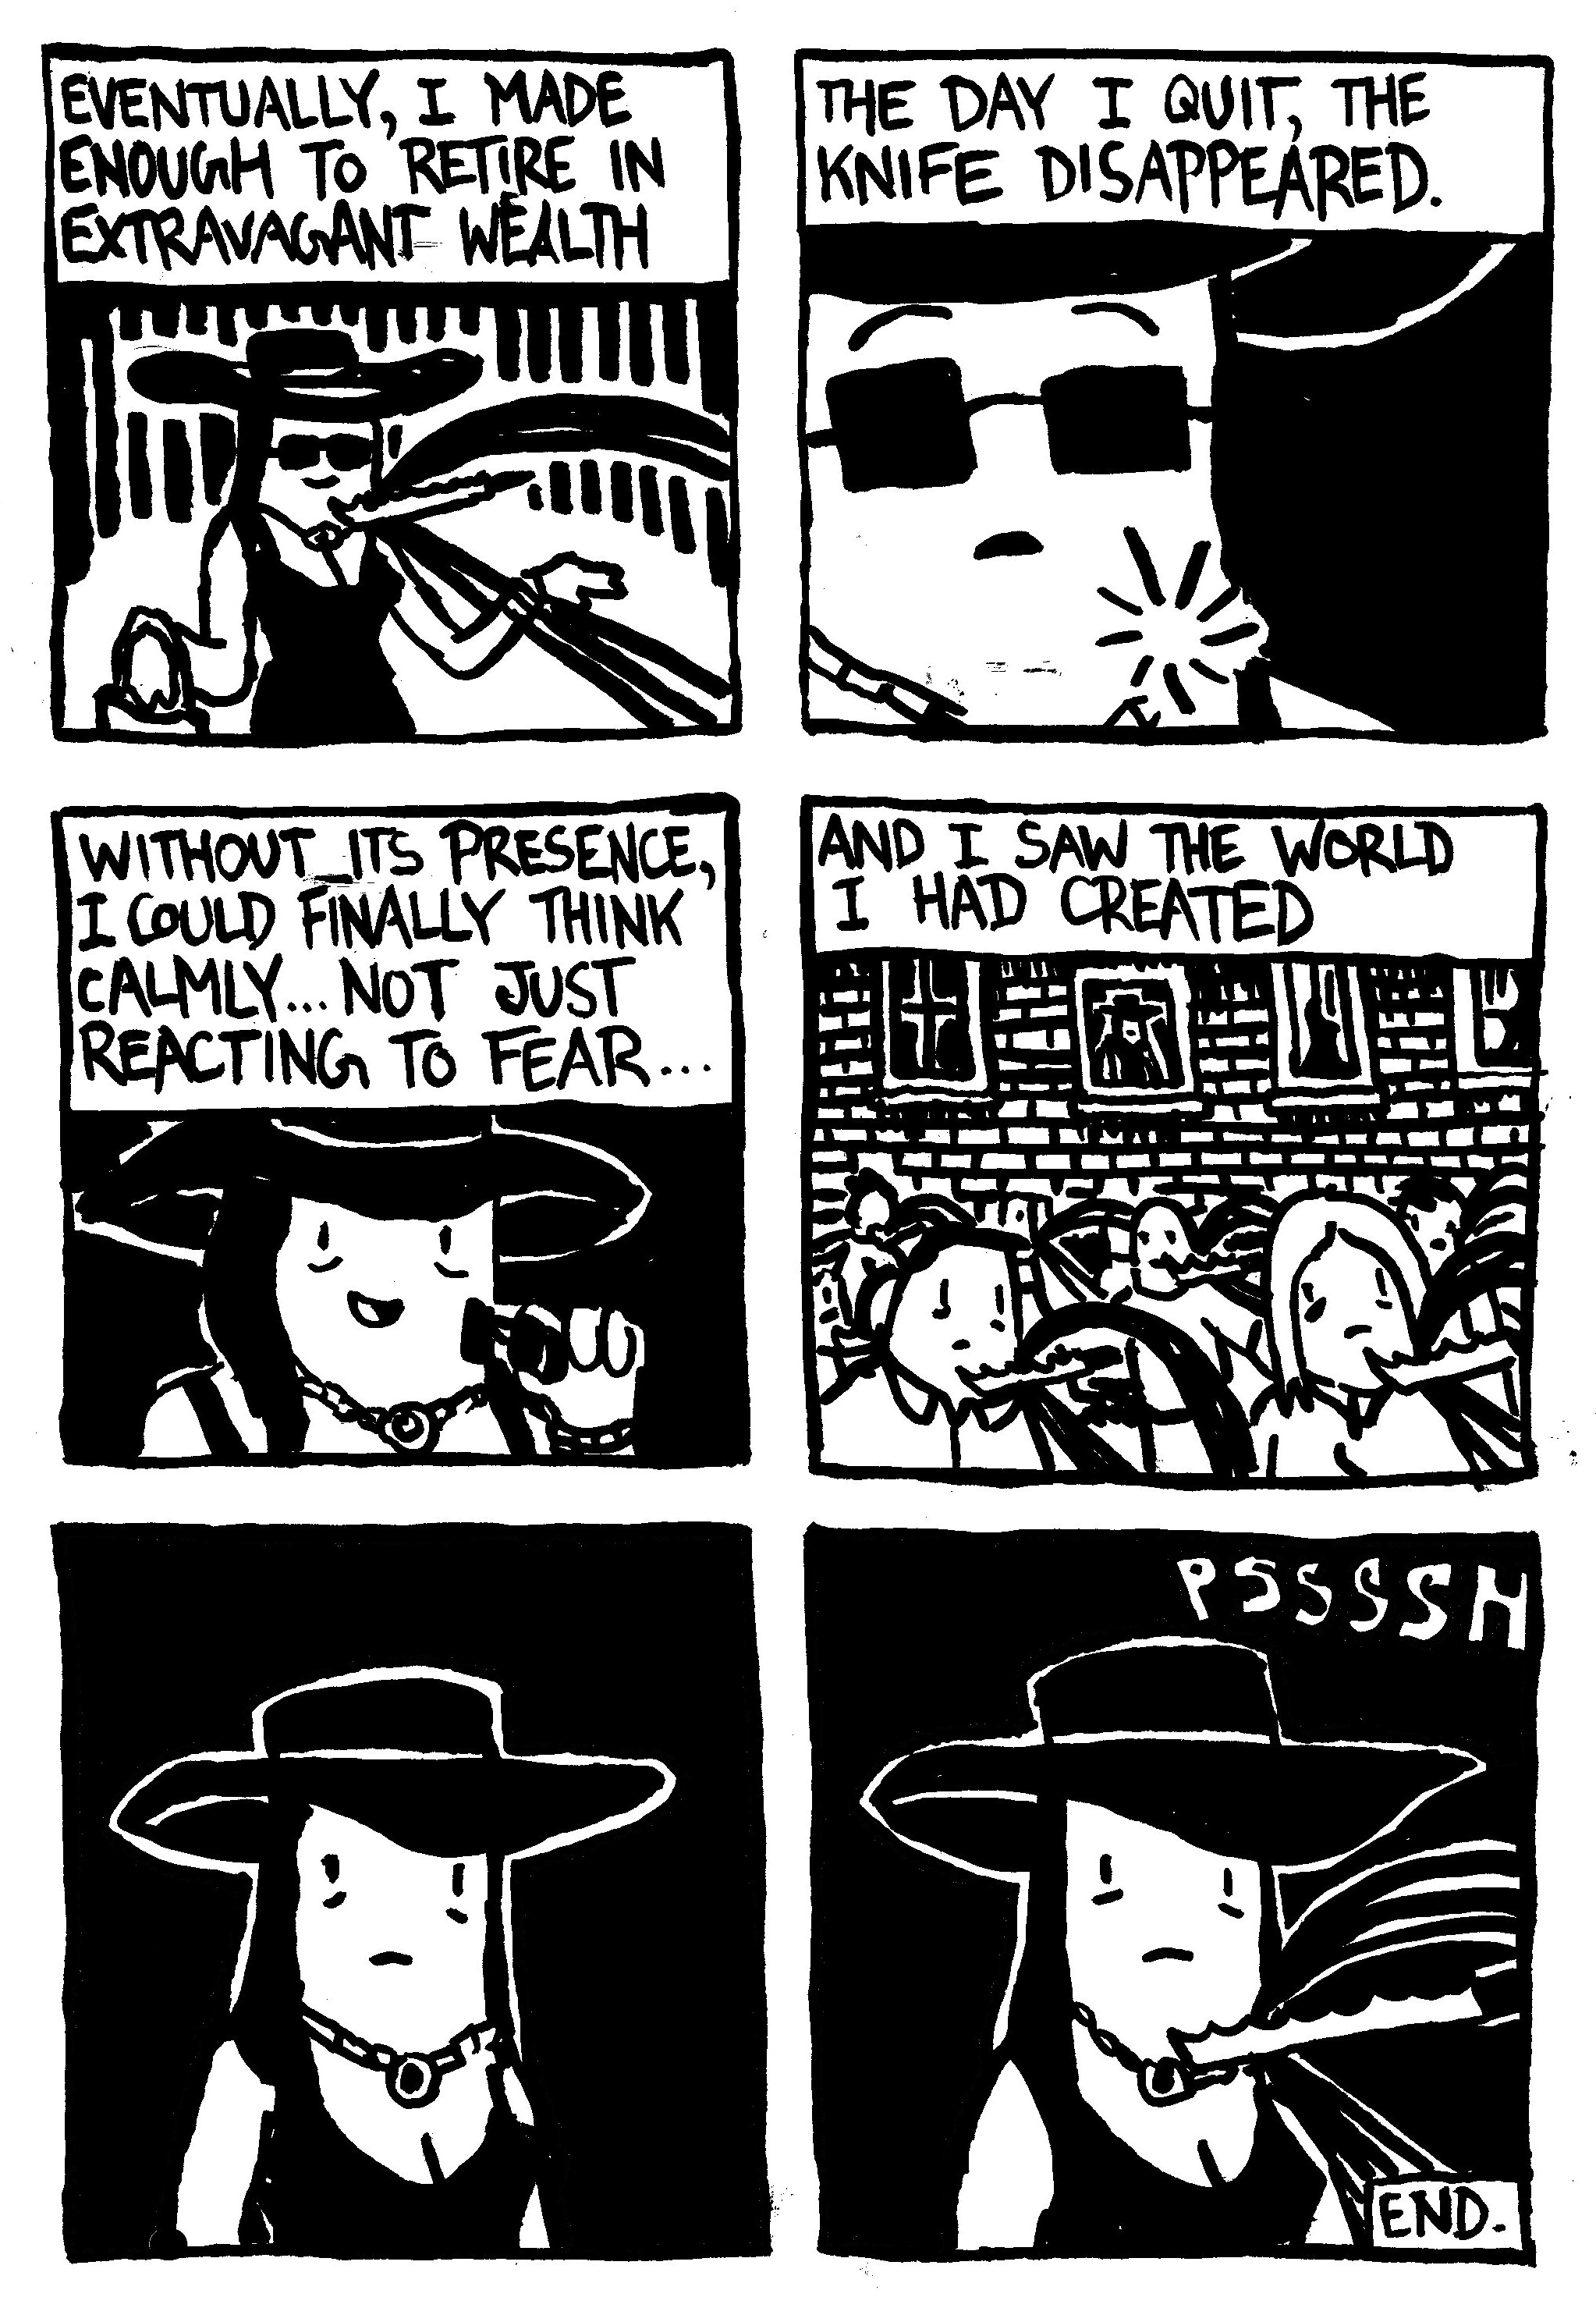 EVENTUALLY, I MADE
ENOUGH TO RETIRE IN
EXTRAVAGANT WEALTH
THE DAY I QUIT, THE
KNIFE DISAPPEARED.
WITHOUT ITS PRESENCE,
I COULD FINALLY THINK
CALMLY... NOT JUST
REACTING TO FEAR...
AND I SAW THE WORLD
I HAD CREATED
PSSSSH
END.